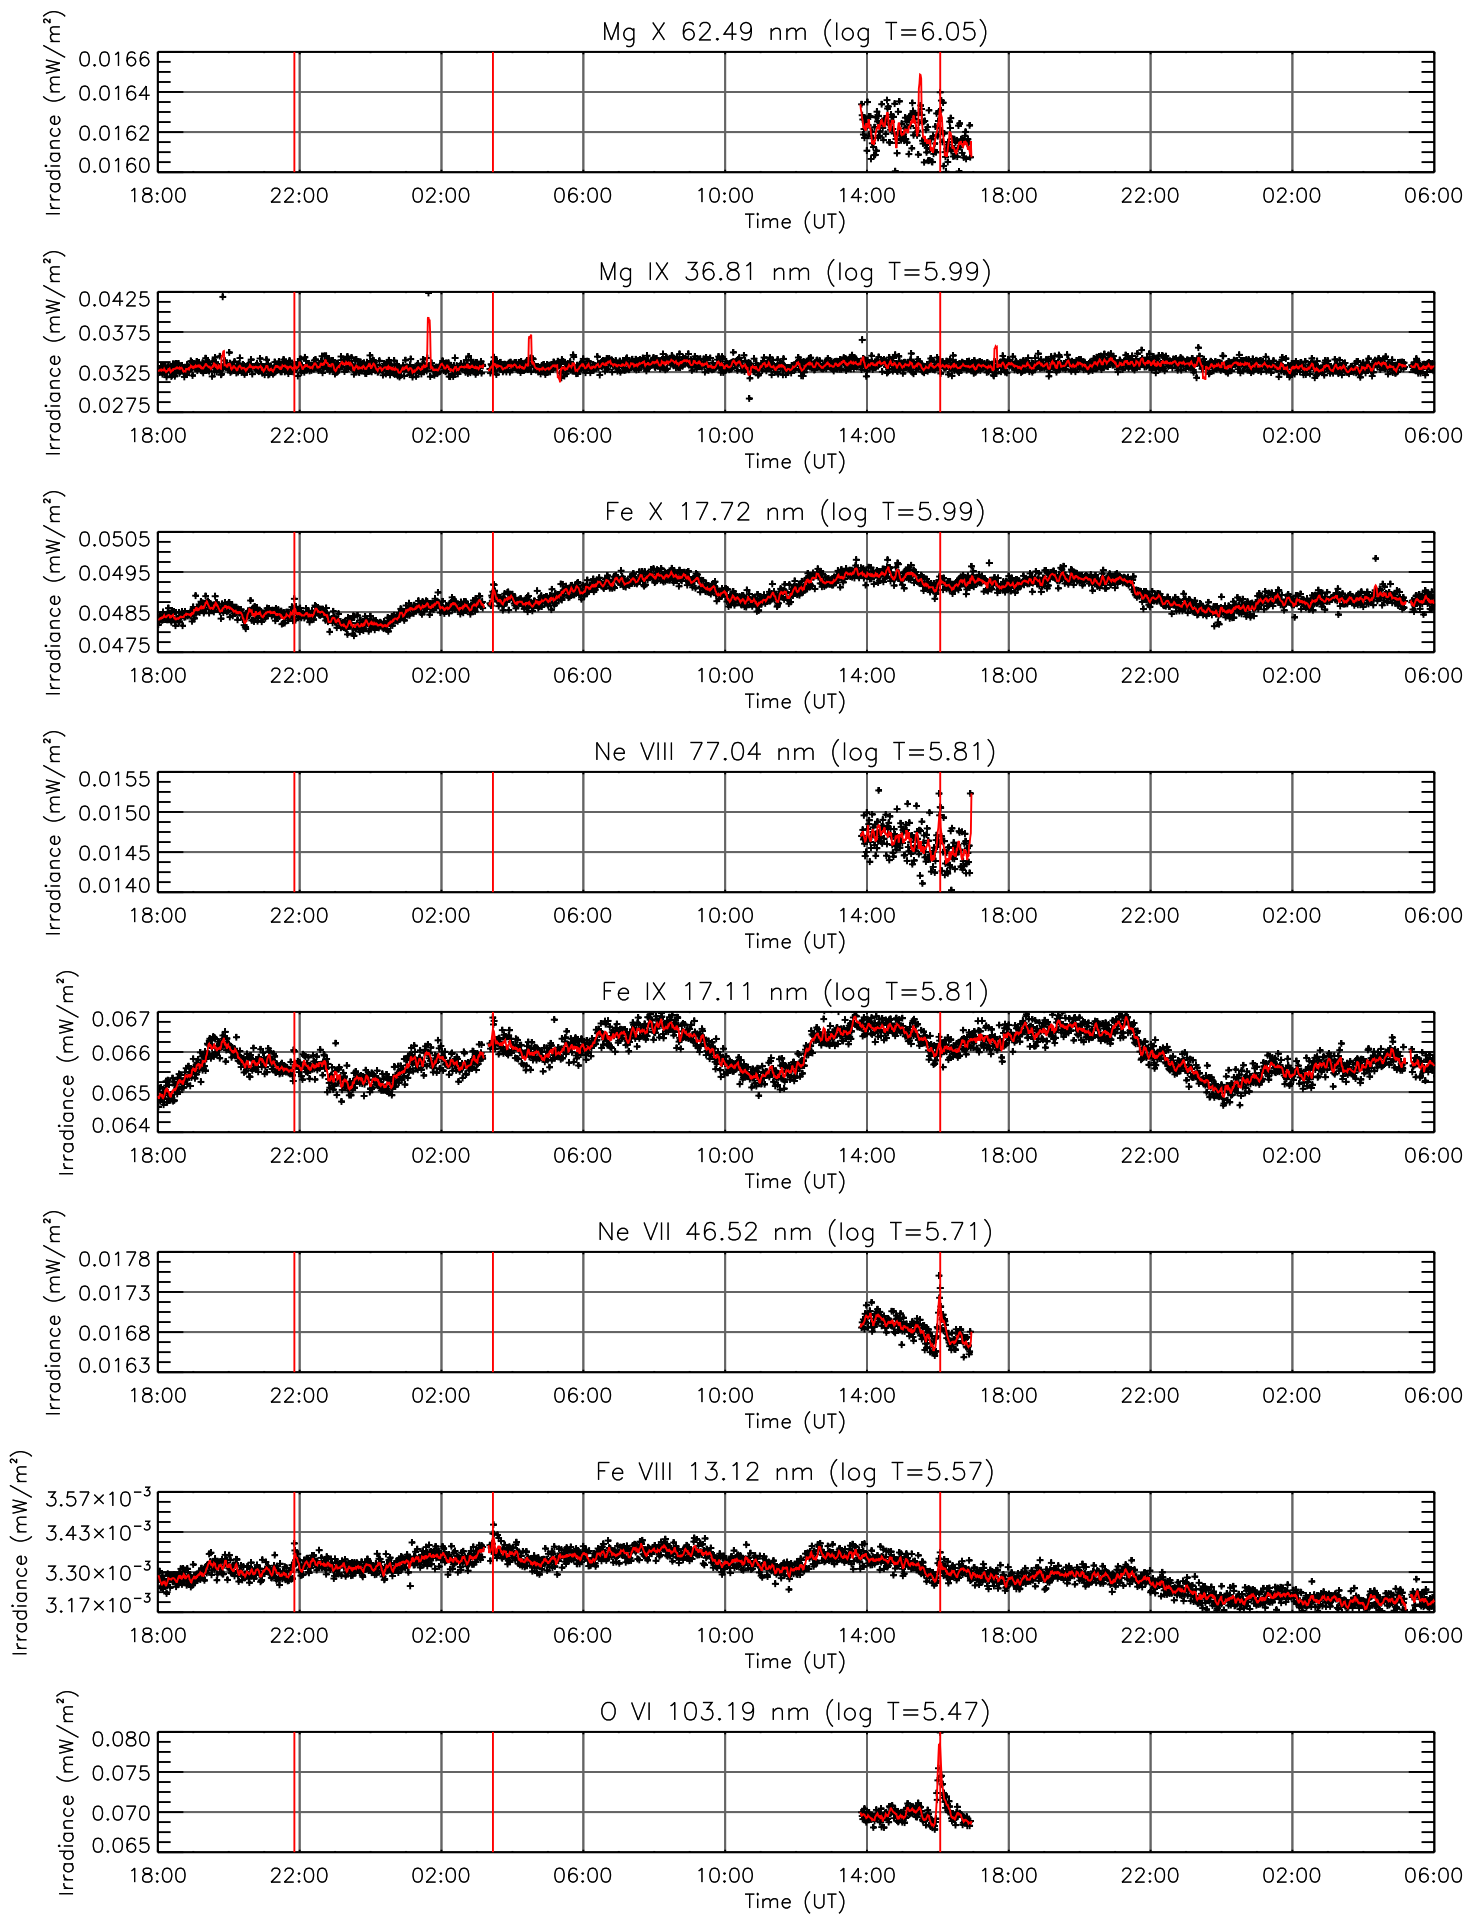 Mg X 62.49 nm (log T=6.05)
Irradiance (mW/m²)
0.0166
0.0164
0.0162
0.0160
18:00 22:00 02:00 06:00 10:00 14:00 18:00 22:00 02:00 06:00
Time (UT)
Mg IX 36.81 nm (log T=5.99)
Irradiance (mW/m²)
0.0425
0.0375
0.0325
0.0275
18:00 22:00 02:00 06:00 10:00 14:00 18:00 22:00 02:00 06:00
Time (UT)
Fe X 17.72 nm (log T=5.99)
Irradiance (mW/m²)
0.0505
0.0495
0.0485
0.0475
18:00 22:00 02:00 06:00 10:00 14:00 18:00 22:00 02:00 06:00
Time (UT)
Ne VIII 77.04 nm (log T=5.81)
Irradiance (mW/m²)
0.0155
0.0150
0.0145
0.0140
18:00 22:00 02:00 06:00 10:00 14:00 18:00 22:00 02:00 06:00
Time (UT)
Fe IX 17.11 nm (log T=5.81)
Irradiance (mW/m²)
0.067
0.066
0.065
0.064
18:00 22:00 02:00 06:00 10:00 14:00 18:00 22:00 02:00 06:00
Time (UT)
Ne VII 46.52 nm (log T=5.71)
Irradiance (mW/m²)
0.0178
0.0173
0.0168
0.0163
18:00 22:00 02:00 06:00 10:00 14:00 18:00 22:00 02:00 06:00
Time (UT)
Fe VIII 13.12 nm (log T=5.57)
Irradiance (mW/m²)
3.57×10⁻³
3.43×10⁻³
3.30×10⁻³
3.17×10⁻³
18:00 22:00 02:00 06:00 10:00 14:00 18:00 22:00 02:00 06:00
Time (UT)
O VI 103.19 nm (log T=5.47)
Irradiance (mW/m²)
0.080
0.075
0.070
0.065
18:00 22:00 02:00 06:00 10:00 14:00 18:00 22:00 02:00 06:00
Time (UT)